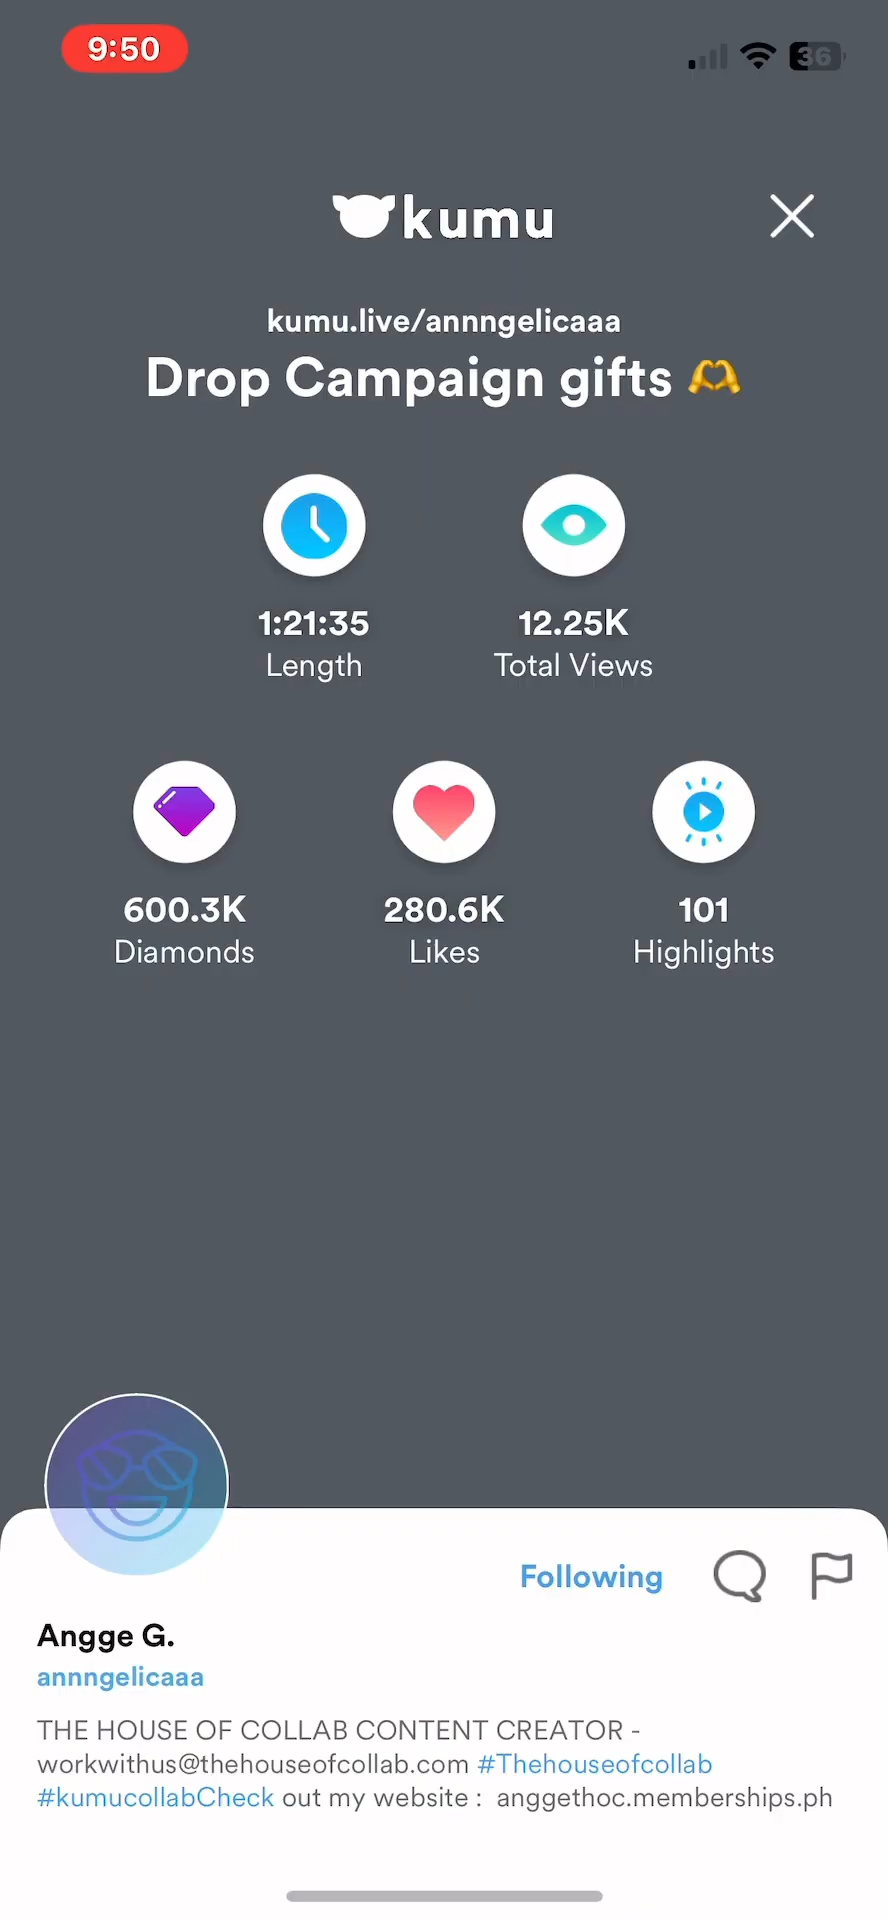 9:50
36
kumu
kumu.live/annngelicaaa
Drop Campaign gifts 🫶
1:21:35
Length
12.25K
Total Views
600.3K
Diamonds
280.6K
Likes
101
Highlights
Following
Angge G.
annngelicaaa
THE HOUSE OF COLLAB CONTENT CREATOR -
workwithus@thehouseofcollab.com #Thehouseofcollab
#kumucollabCheck out my website :  anggethoc.memberships.ph